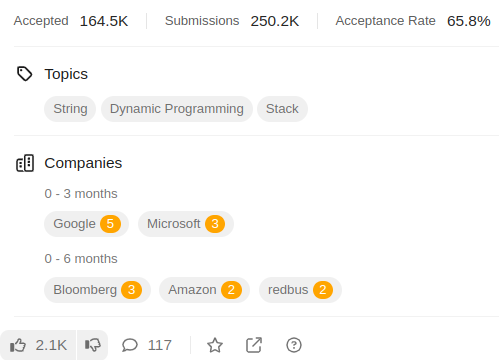 Accepted 164.5K Submissions 250.2K Acceptance Rate 65.8%
Topics
String Dynamic Programming Stack
Companies
0 - 3 months
Google 5 Microsoft 3
0 - 6 months
Bloomberg 3 Amazon 2 redbus 2
2.1K 117